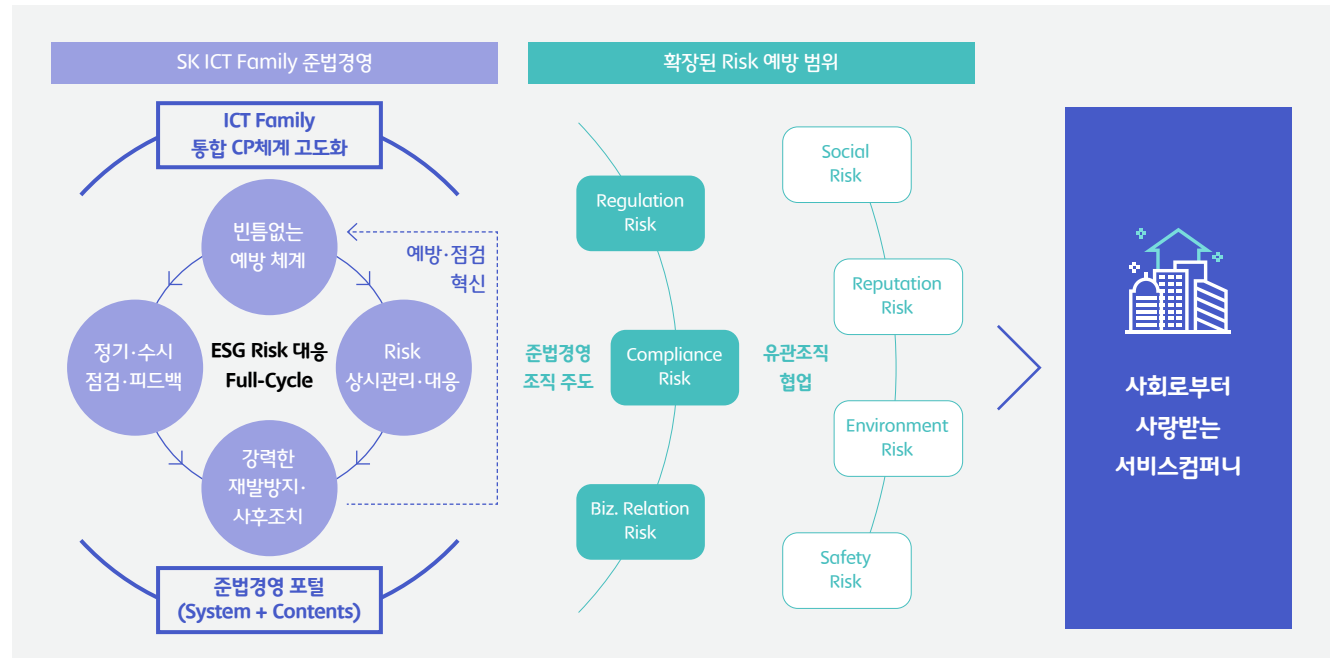 SK ICT Family 준법경영
ICT Family
통합 CP체계 고도화
빈틈없는
예방 체계
예방·점검
혁신
정기·수시
점검·피드백
ESG Risk 대응
Full-Cycle
Risk
상시관리·대응
강력한
재발방지·
사후조치
준법경영 포털
(System + Contents)
확장된 Risk 예방 범위
Regulation
Risk
준법경영
조직 주도
Compliance
Risk
Biz. Relation
Risk
Social
Risk
Reputation
Risk
유관조직
협업
Environment
Risk
Safety
Risk
사회로부터
사랑받는
서비스컴퍼니